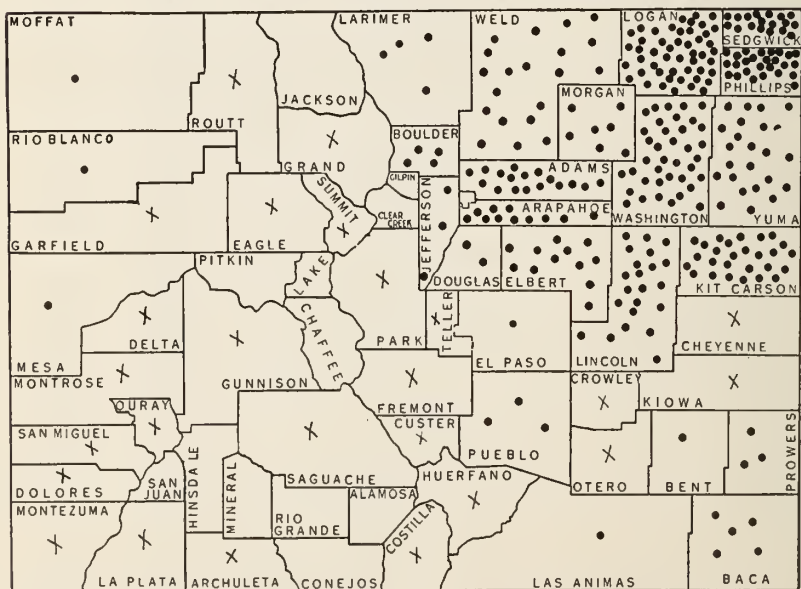 MOFFAT
LARIMER
WELD
LOGAN
SEDGWICK
PHILLIPS
JACKSON
ROUTT
MORGAN
RIO BLANCO
BOULDER
GRAND
ADAMS
GILPIN
SUMMIT
CLEAR CREEK
JEFFERSON
ARAPAHOE
WASHINGTON
YUMA
GARFIELD
EAGLE
PITKIN
LAKE
DOUGLAS
ELBERT
KIT CARSON
CHAFFEE
PARK
TELLER
DELTA
CHEYENNE
MESA
EL PASO
LINCOLN
MONTROSE
GUNNISON
CROWLEY
KIOWA
OURAY
FREMONT
SAN MIGUEL
CUSTER
PUEBLO
PROWERS
DOLORES
SAN JUAN
HINSDALE
MINERAL
SAGUACHE
HUERFANO
OTERO
BENT
MONTEZUMA
ALAMOSA
RIO GRANDE
COSTILLA
LA PLATA
ARCHULETA
CONEJOS
LAS ANIMAS
BACA